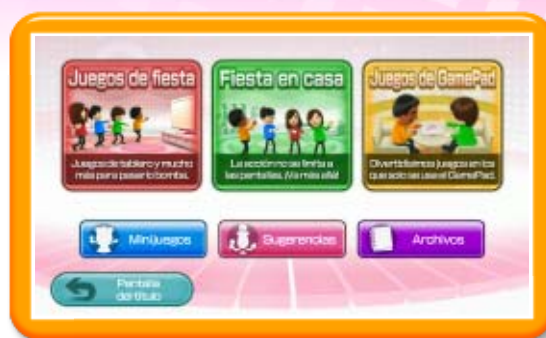 Juegos de fiesta
Fiesta en casa
Juegos de GamePad
Juegos de tablero y mucho
más para pasarlo bomba.
La acción no se limita a
las pantallas. ¡Va más allá!
Divertidísimos juegos en los
que solo se usa el GamePad.
Minijuegos
Sugerencias
Archivos
Pantalla
de título